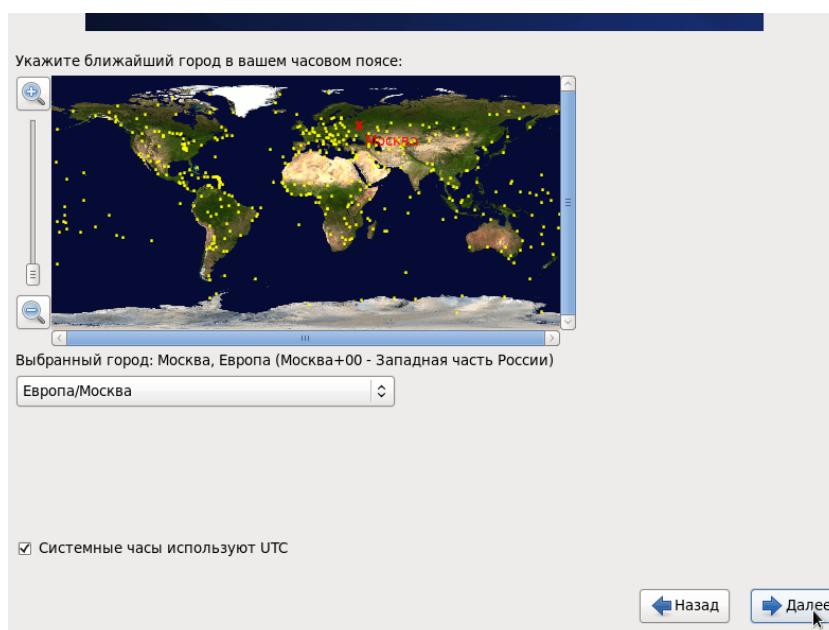 Укажите ближайший город в вашем часовом поясе:
Москва
Выбранный город: Москва, Европа (Москва+00 - Западная часть России)
Европа/Москва
Системные часы используют UTC
Назад
Далее